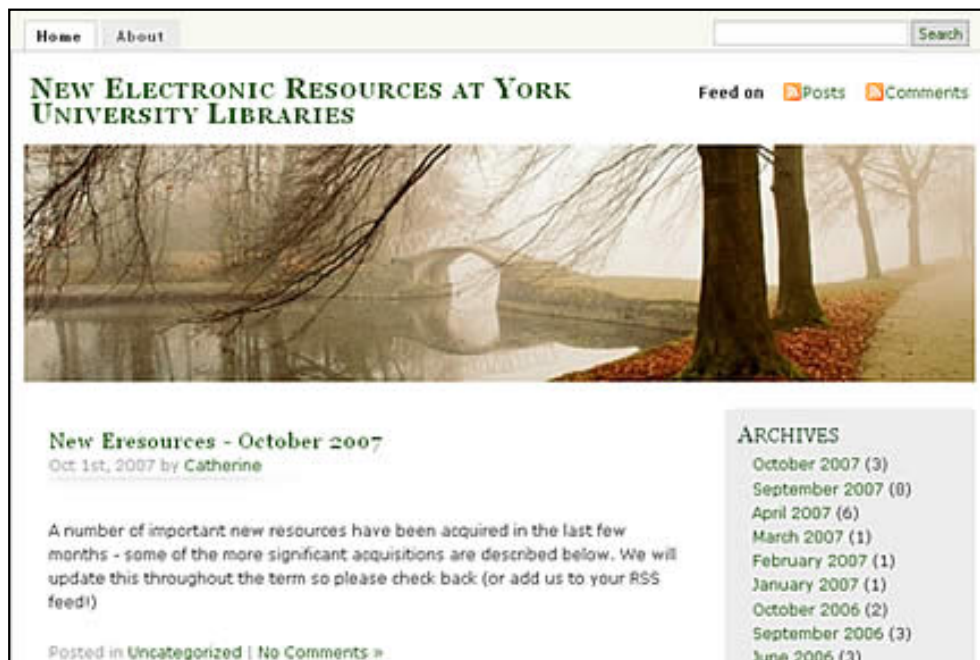 Home About Search
NEW ELECTRONIC RESOURCES AT YORK
UNIVERSITY LIBRARIES
Feed on Posts Comments
New Eresources - October 2007
Oct 1st, 2007 by Catherine
A number of important new resources have been acquired in the last few
months - some of the more significant acquisitions are described below. We will
update this throughout the term so please check back (or add us to your RSS
feed!)
Posted in Uncategorized | No Comments »
ARCHIVES
October 2007 (3)
September 2007 (8)
April 2007 (6)
March 2007 (1)
February 2007 (1)
January 2007 (1)
October 2006 (2)
September 2006 (3)
June 2006 (3)